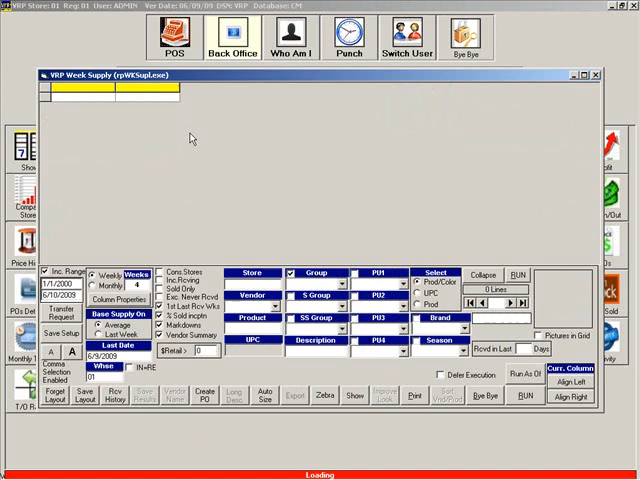 VRP Store: 01 Reg: 01 User: ADMIN Ver Date: 06/09/09 DSN: VRP Database: CM
POS
Back Office
Who Am I
Punch
Switch User
Bye Bye
VRP Week Supply (rpWKSupl.exe)
Inc. Range
1/1/2000
6/10/2009
Transfer
Request
Save Setup
A A
Comma
Selection
Enabled
Weekly
Monthly
Weeks
4
Column Properties
Base Supply On
Average
Last Week
Last Date
6/9/2009
Whse
01
IN=RE
Cons.Stores
Inc.Rcving
Sold Only
Exc. Never Rcvd
1st Last Rcv Wks
% Sold incptn
Markdowns
Vendor Summary
$Retail > 0
Store
Vendor
Product
UPC
Group
S Group
SS Group
Description
PU1
PU2
PU3
PU4
Select
Prod/Color
UPC
Prod
Brand
Season
Collapse
RUN
0 Lines
Rcvd in Last Days
Pictures in Grid
Defer Execution
Run As Of
Curr. Column
Align Left
Align Right
Forget
Layout
Save
Layout
Rcv
History
Save
Results
Vendor
Name
Create
PO
Long
Desc
Auto
Size
Export
Zebra
Show
Improve
Look
Print
Sort
Vnd/Prod
Bye Bye
RUN
Sho
Compa
Price Hi
POs Det
Monthly
T/O R
Loading